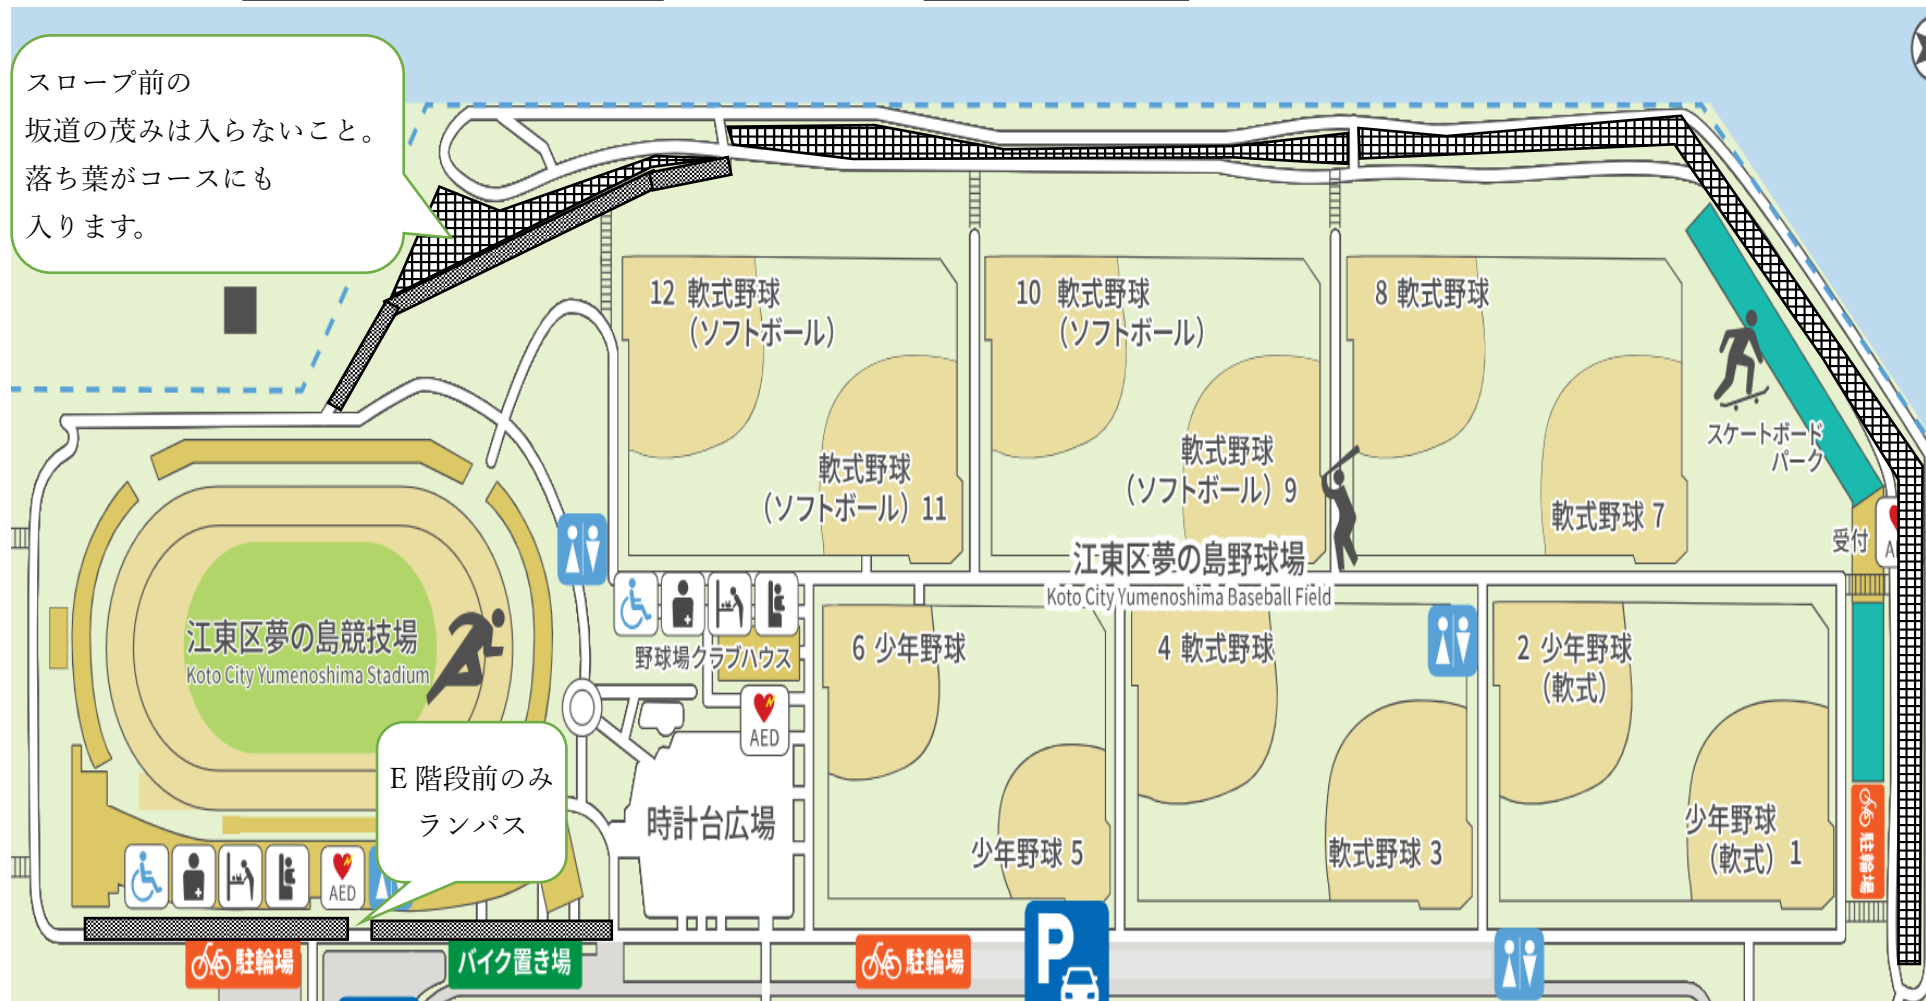 スロープ前の
坂道の茂みは入らないこと。
落ち葉がコースにも
入ります。
12 軟式野球
(ソフトボール)
10 軟式野球
(ソフトボール)
8 軟式野球
軟式野球
(ソフトボール) 11
軟式野球
(ソフトボール) 9
軟式野球 7
スケートボード
パーク
受付
江東区夢の島野球場
Koto City Yumenoshima Baseball Field
江東区夢の島競技場
Koto City Yumenoshima Stadium
野球場クラブハウス
AED
6 少年野球
4 軟式野球
2 少年野球
(軟式)
E 階段前のみ
ランパス
時計台広場
少年野球 5
軟式野球 3
少年野球
(軟式) 1
駐輪場
AED
駐輪場
バイク置き場
駐輪場
P